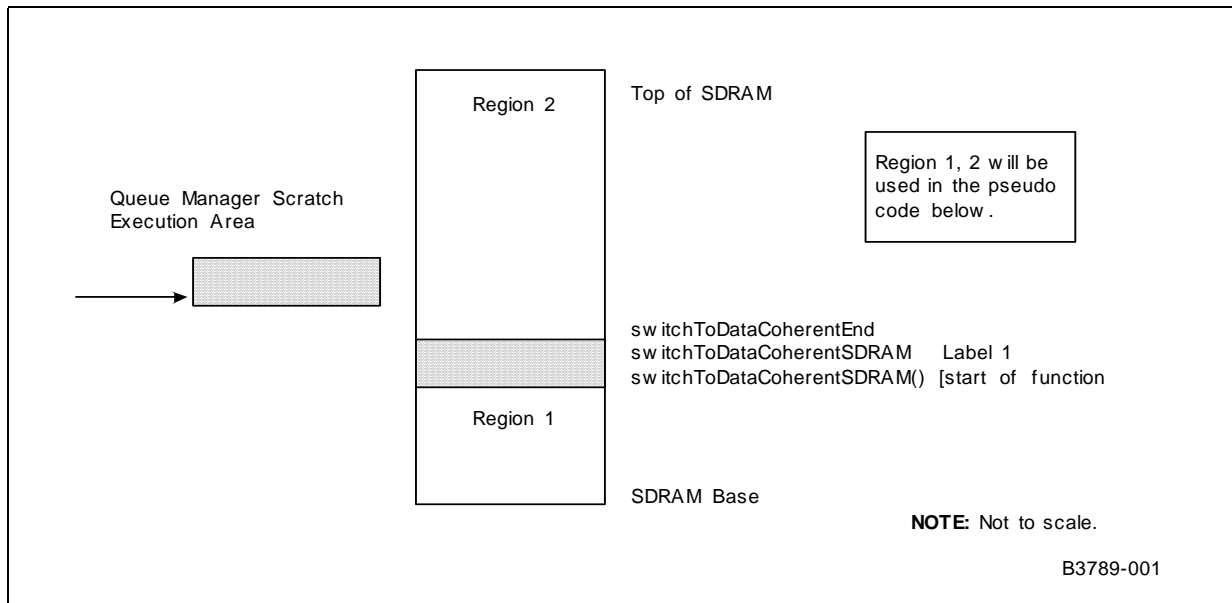 Region 2
Top of SDRAM
Region 1, 2 will be
used in the pseudo
code below.
Queue Manager Scratch
Execution Area
switchToDataCoherentEnd
switchToDataCoherentSDRAM Label 1
switchToDataCoherentSDRAM() [start of function
Region 1
SDRAM Base
NOTE: Not to scale.
B3789-001